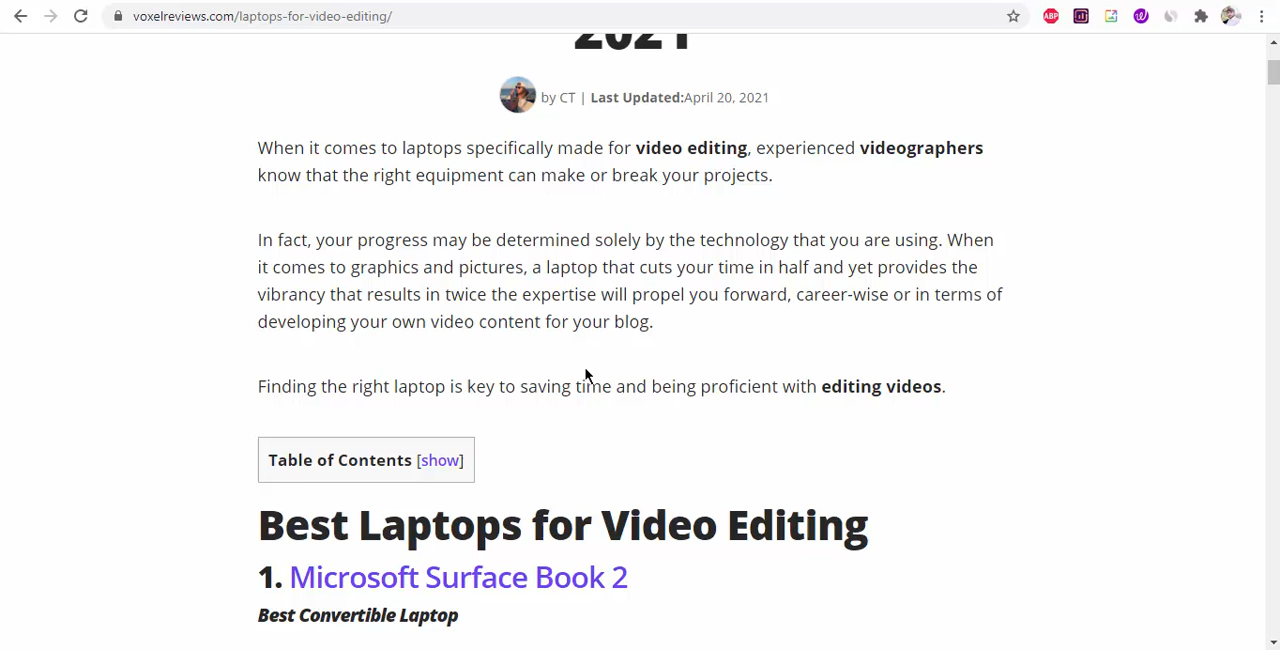 voxelreviews.com/laptops-for-video-editing/
ABP
2021
by CT | Last Updated:April 20, 2021
When it comes to laptops specifically made for video editing, experienced videographers
know that the right equipment can make or break your projects.
In fact, your progress may be determined solely by the technology that you are using. When
it comes to graphics and pictures, a laptop that cuts your time in half and yet provides the
vibrancy that results in twice the expertise will propel you forward, career-wise or in terms of
developing your own video content for your blog.
Finding the right laptop is key to saving time and being proficient with editing videos.
Table of Contents [show]
Best Laptops for Video Editing
1. Microsoft Surface Book 2
Best Convertible Laptop